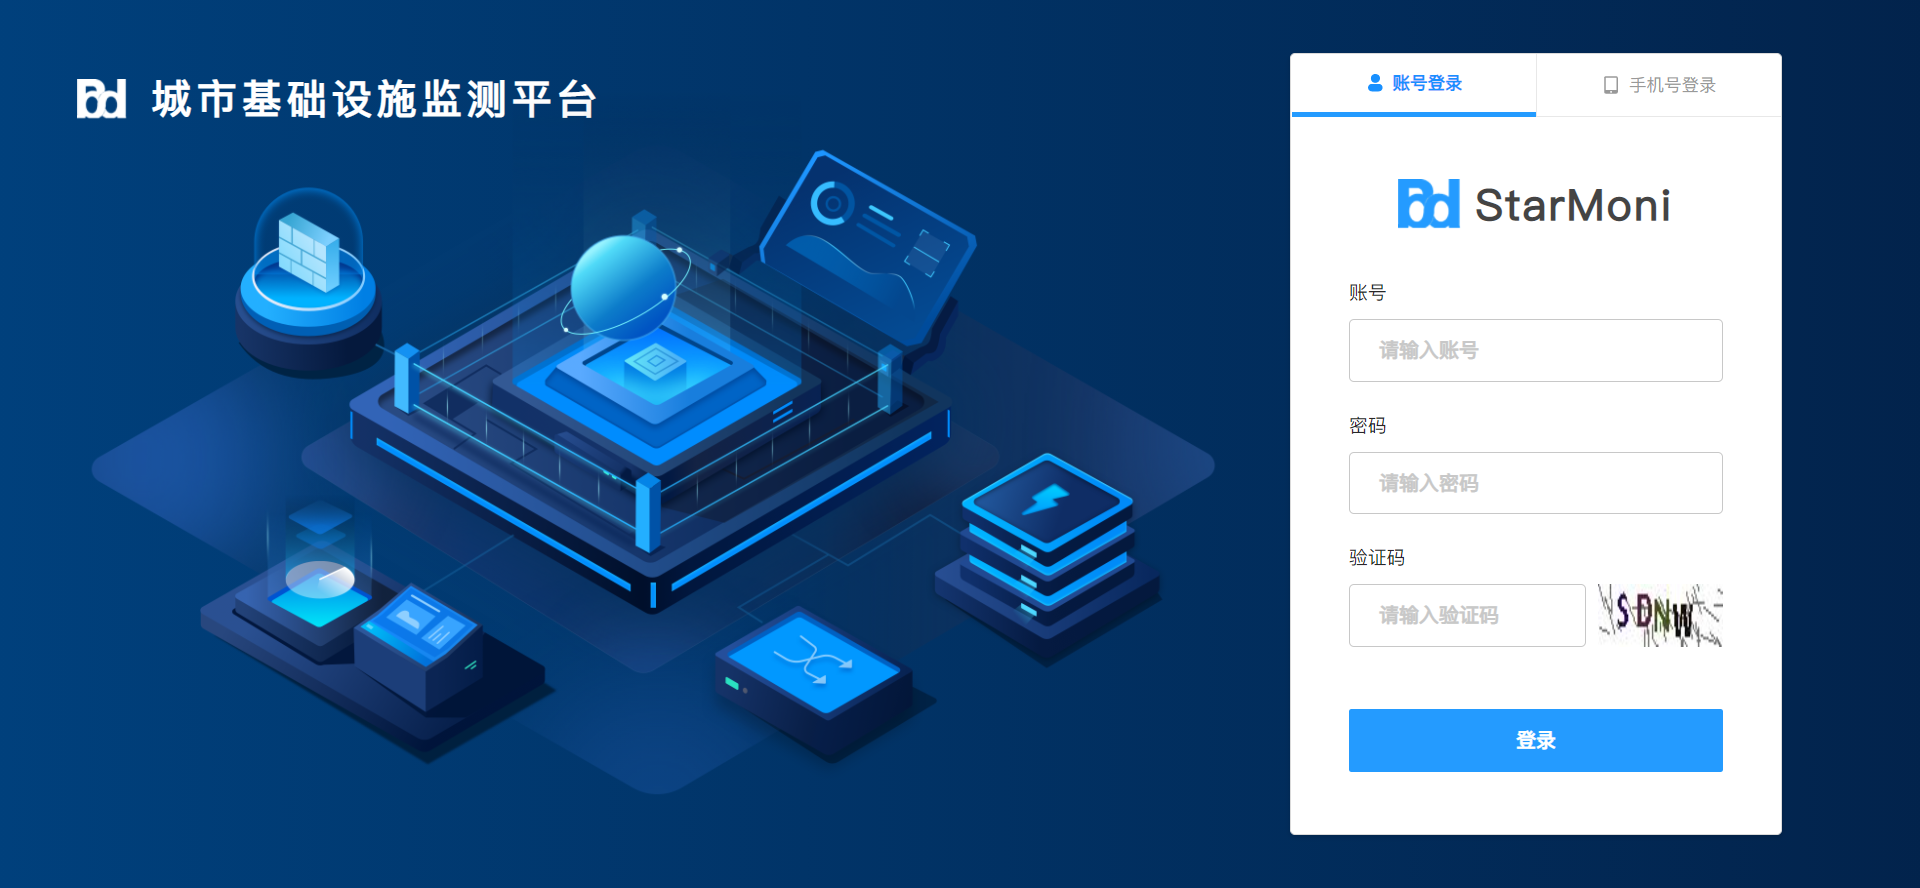 城市基础设施监测平台
账号登录
手机号登录
StarMoni
账号
请输入账号
密码
请输入密码
验证码
请输入验证码
SDNW
登录